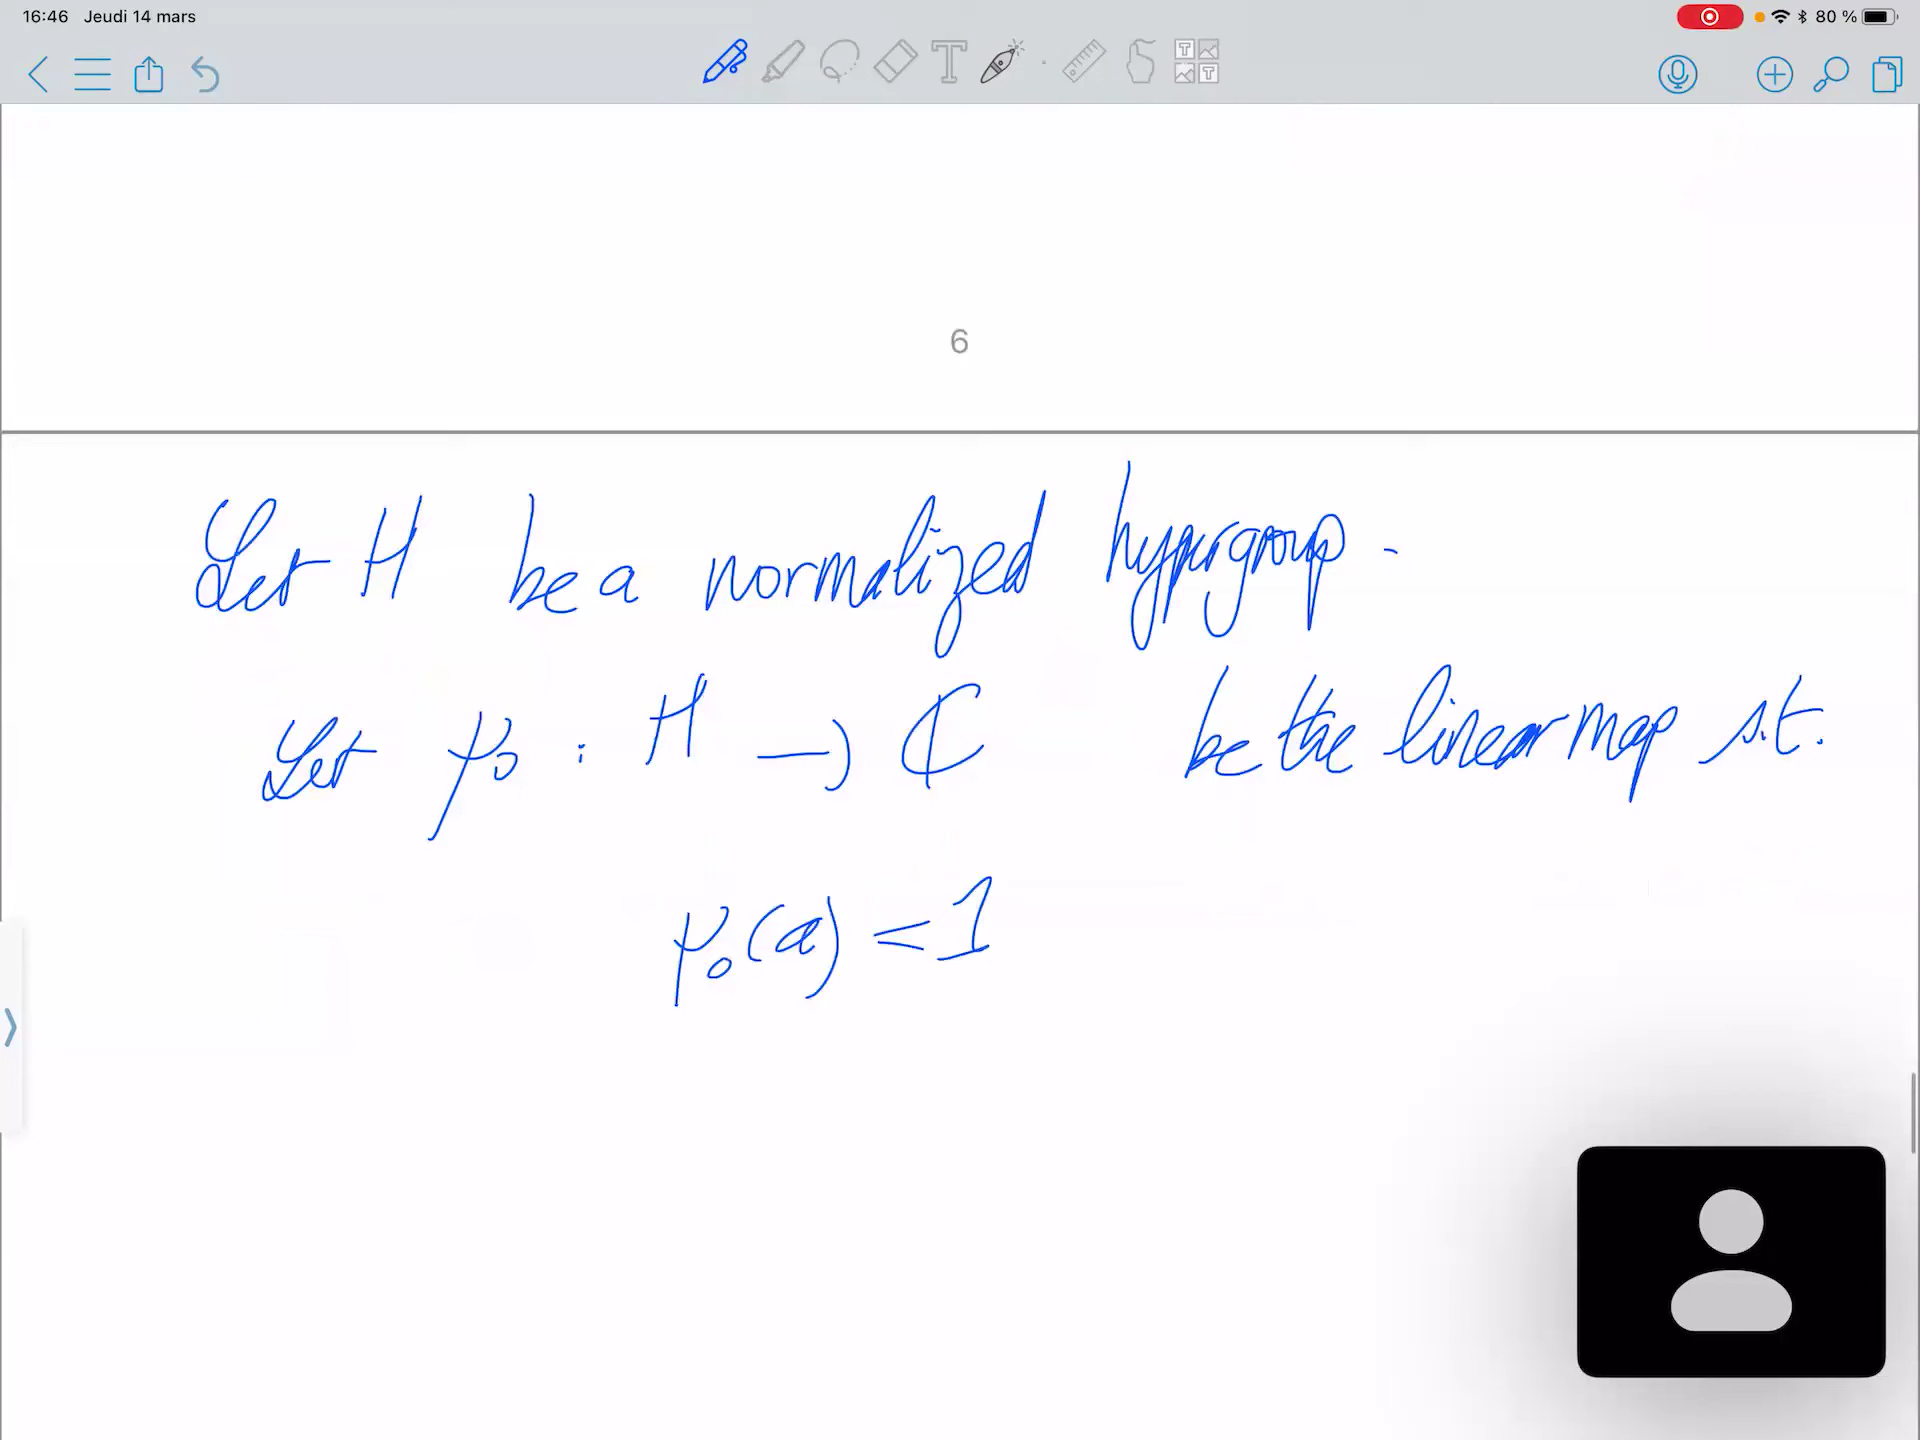 16:46 Jeudi 14 mars 80 %
6
Let H be a normalized hypergroup.
Let μ₀ : H → ℂ be the linear map s.t.
μ₀(a) = 1